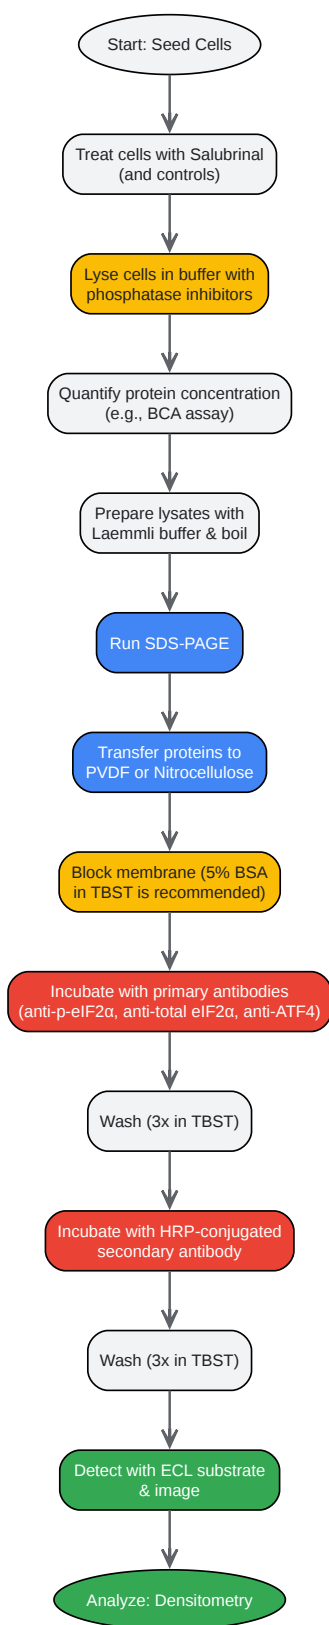 Start: Seed Cells
Treat cells with Salubrinal
(and controls)
Lyse cells in buffer with
phosphatase inhibitors
Quantify protein concentration
(e.g., BCA assay)
Prepare lysates with
Laemmli buffer & boil
Run SDS-PAGE
Transfer proteins to
PVDF or Nitrocellulose
Block membrane (5% BSA
in TBST is recommended)
Incubate with primary antibodies
(anti-p-eIF2α, anti-total eIF2α, anti-ATF4)
Wash (3x in TBST)
Incubate with HRP-conjugated
secondary antibody
Wash (3x in TBST)
Detect with ECL substrate
& image
Analyze: Densitometry